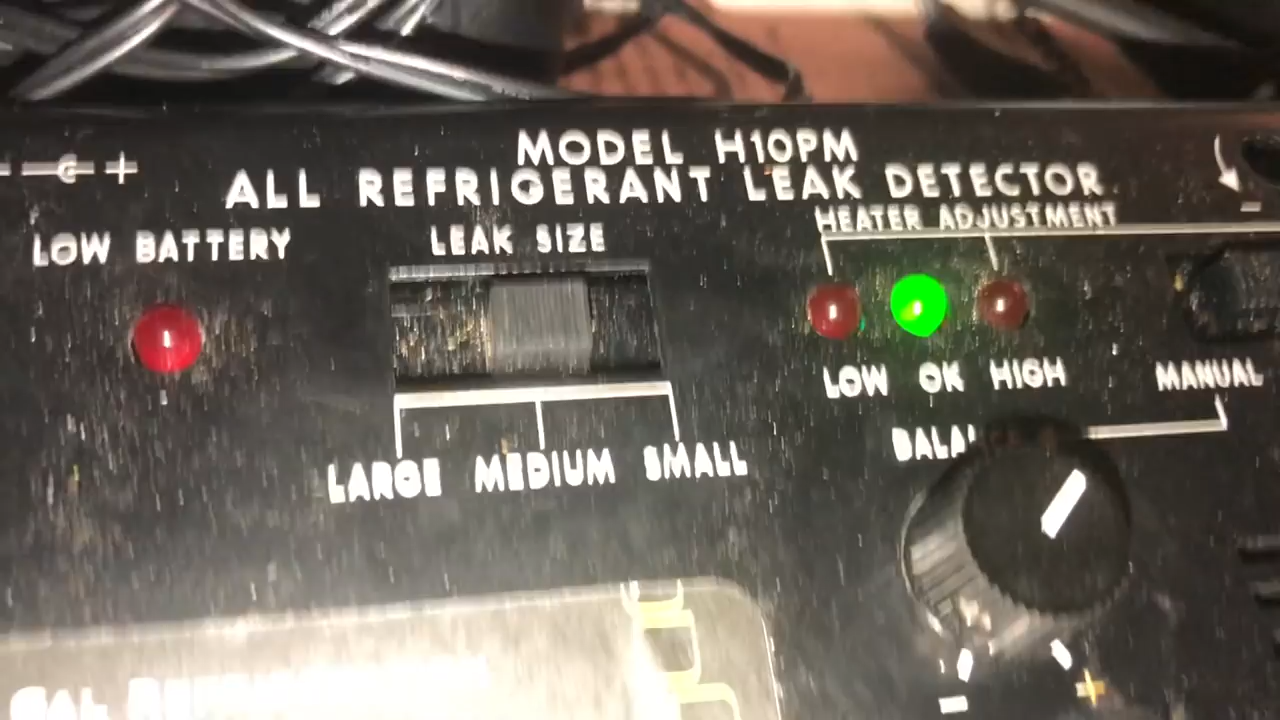 MODEL H10PM
ALL REFRIGERANT LEAK DETECTOR
HEATER ADJUSTMENT
LOW BATTERY
LEAK SIZE
LOW OK HIGH
MANUAL
LARGE MEDIUM SMALL
- +